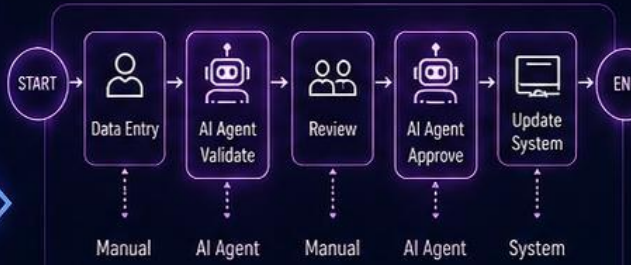 START
Data Entry
AI Agent
Validate
Review
AI Agent
Approve
Update
System
EN
Manual
AI Agent
Manual
AI Agent
System